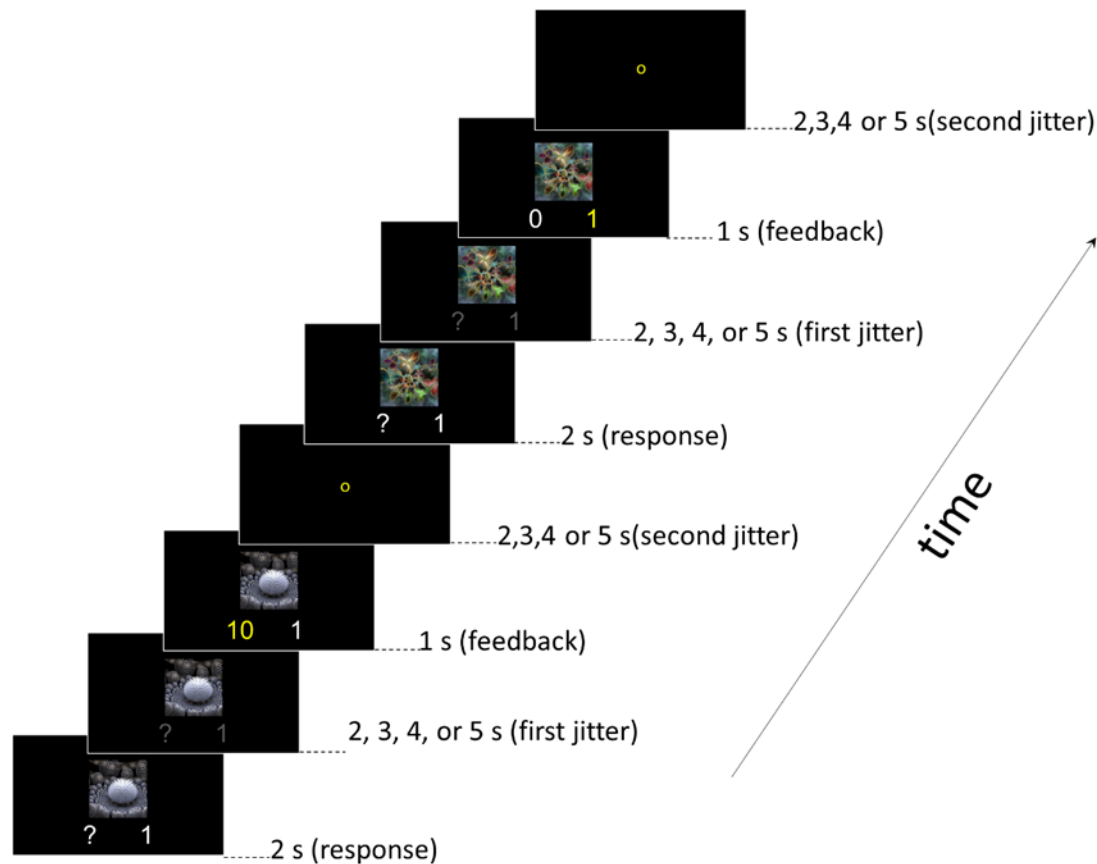 o
2,3,4 or 5 s(second jitter)
0 1
1 s (feedback)
? 1
2, 3, 4, or 5 s (first jitter)
? 1
2 s (response)
o
2,3,4 or 5 s(second jitter)
10 1
1 s (feedback)
? 1
2, 3, 4, or 5 s (first jitter)
? 1
2 s (response)
time